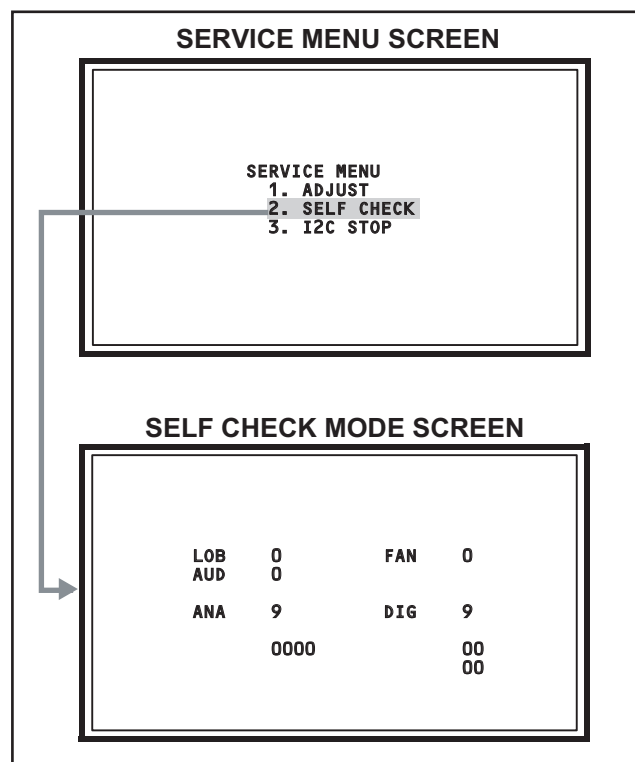 SERVICE MENU SCREEN
SERVICE MENU
1. ADJUST
2. SELF CHECK
3. I2C STOP
SELF CHECK MODE SCREEN
LOB 0 FAN 0
AUD 0
ANA 9 DIG 9
0000 00
00